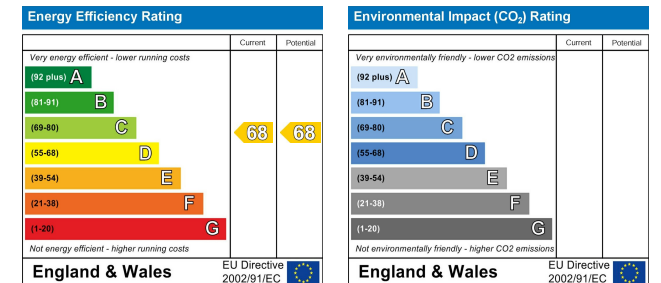 Energy Efficiency Rating
Current Potential
Very energy efficient - lower running costs
(92 plus) A
(81-91) B
(69-80) C
68 68
(55-68) D
(39-54) E
(21-38) F
(1-20) G
Not energy efficient - higher running costs
England & Wales
EU Directive
2002/91/EC
Environmental Impact (CO₂) Rating
Current Potential
Very environmentally friendly - lower CO2 emissions
(92 plus) A
(81-91) B
(69-80) C
(55-68) D
(39-54) E
(21-38) F
(1-20) G
Not environmentally friendly - higher CO2 emissions
England & Wales
EU Directive
2002/91/EC